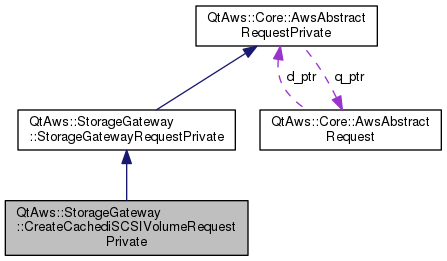 QtAws::Core::AwsAbstract
RequestPrivate
d_ptr
q_ptr
QtAws::StorageGateway
::StorageGatewayRequestPrivate
QtAws::Core::AwsAbstract
Request
QtAws::StorageGateway
::CreateCachediSCSIVolumeRequest
Private